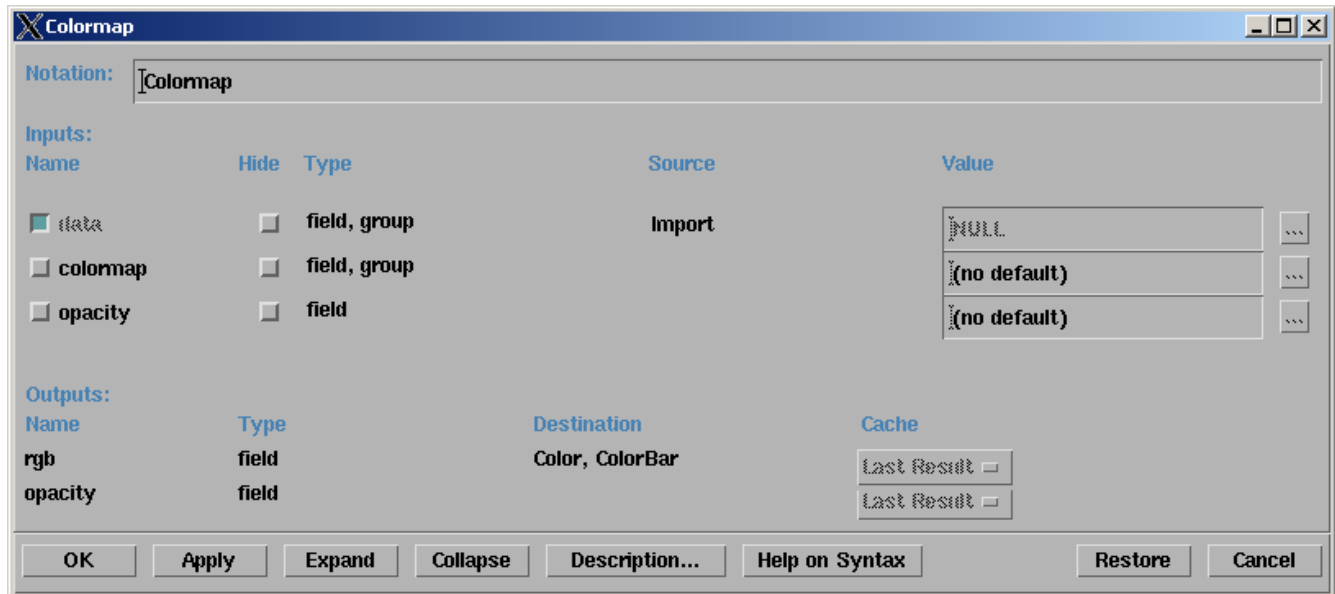 Colormap
Notation: Colormap
Inputs:
Name Hide Type Source Value
data field, group Import NULL ...
colormap field, group (no default) ...
opacity field (no default) ...
Outputs:
Name Type Destination Cache
rgb field Color, ColorBar Last Result
opacity field Last Result
OK Apply Expand Collapse Description... Help on Syntax Restore Cancel